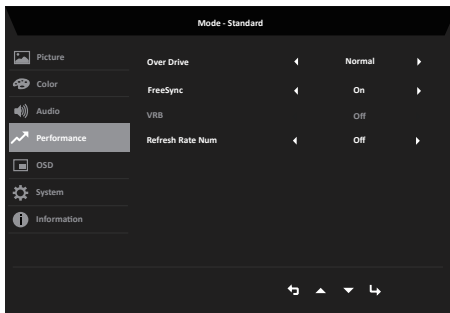 Mode - Standard
Picture
Color
Audio
Performance
OSD
System
Information
Over Drive Normal
FreeSync On
VRB Off
Refresh Rate Num Off